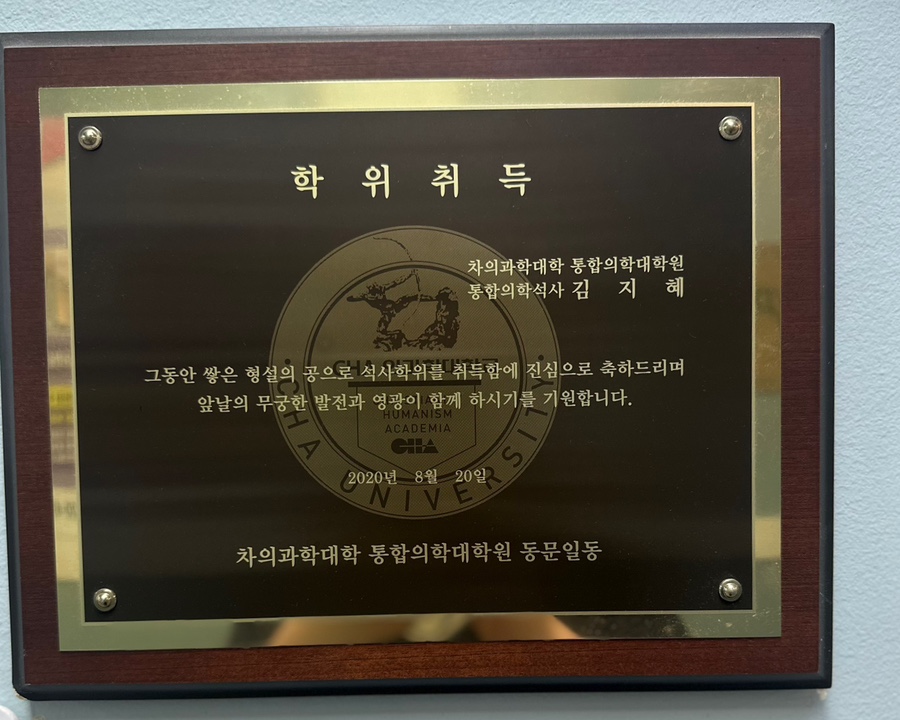 학 위 취 득
차의과학대학 통합의학대학원
통합의학석사 김 지 혜
그동안 쌓은 형설의 공으로 석사학위를 취득함에 진심으로 축하드리며
앞날의 무궁한 발전과 영광이 함께 하시기를 기원합니다.
HUMANISM
ACADEMIA
CHA
CHA UNIVERSITY
2020년 8월 20일
차의과학대학 통합의학대학원 동문일동